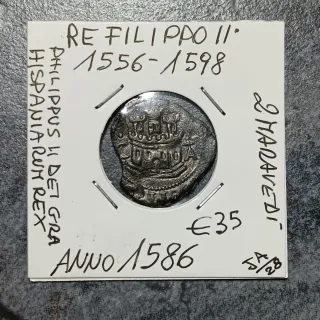 RE FILIPPO II°
1556-1598
PHILIPPUS II DEI GRA
HISPANIARUM REX
2 MARAVEDI'
€35
ANNO 1586